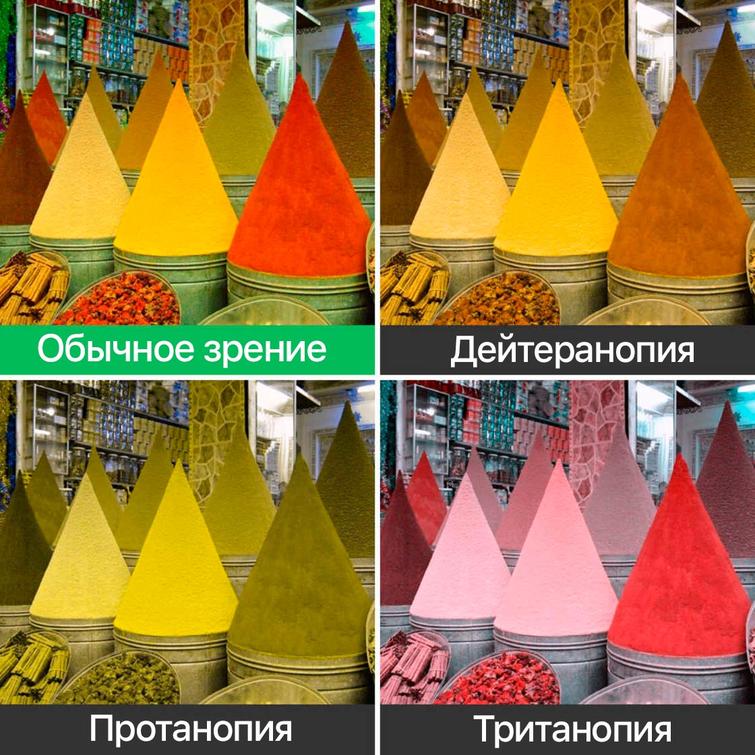 Обычное зрение
Дейтеранопия
Протанопия
Тританопия